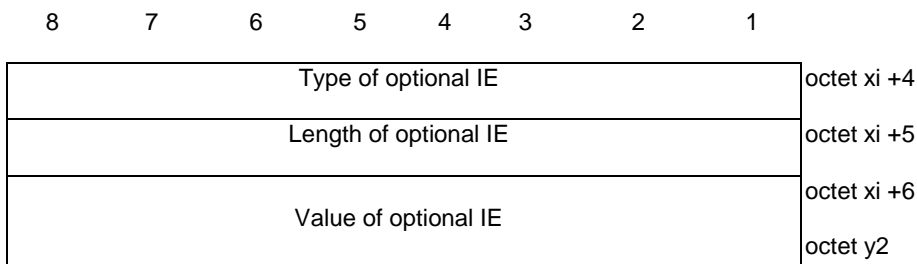 8 7 6 5 4 3 2 1
Type of optional IE octet xi +4
Length of optional IE octet xi +5
octet xi +6
Value of optional IE
octet y2